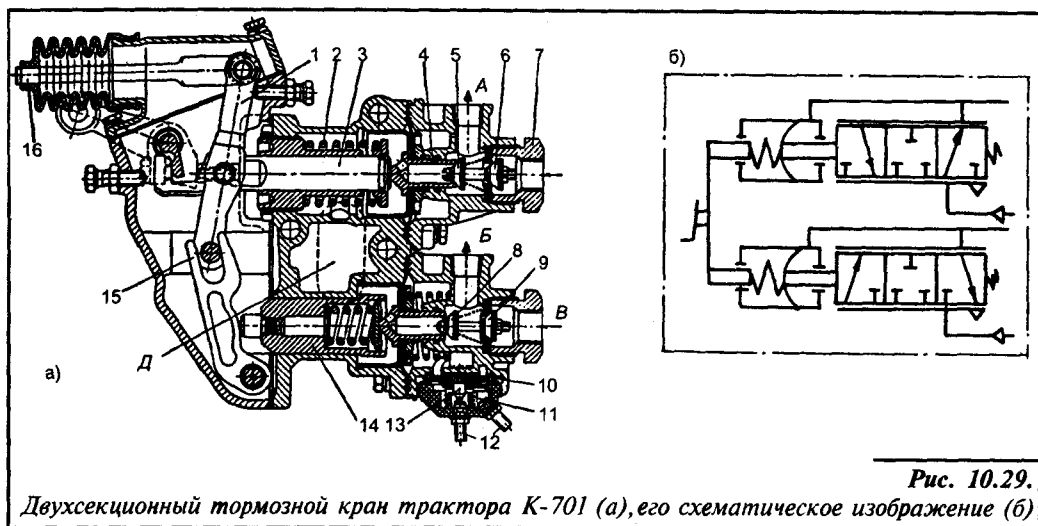 1 2 3 4 5 А 6 7
б)
16
Б
8 9
15
В
Д
а)
10
14 13 11
12
Рис. 10.29.
Двухсекционный тормозной кран трактора К-701 (а), его схематическое изображение (б)